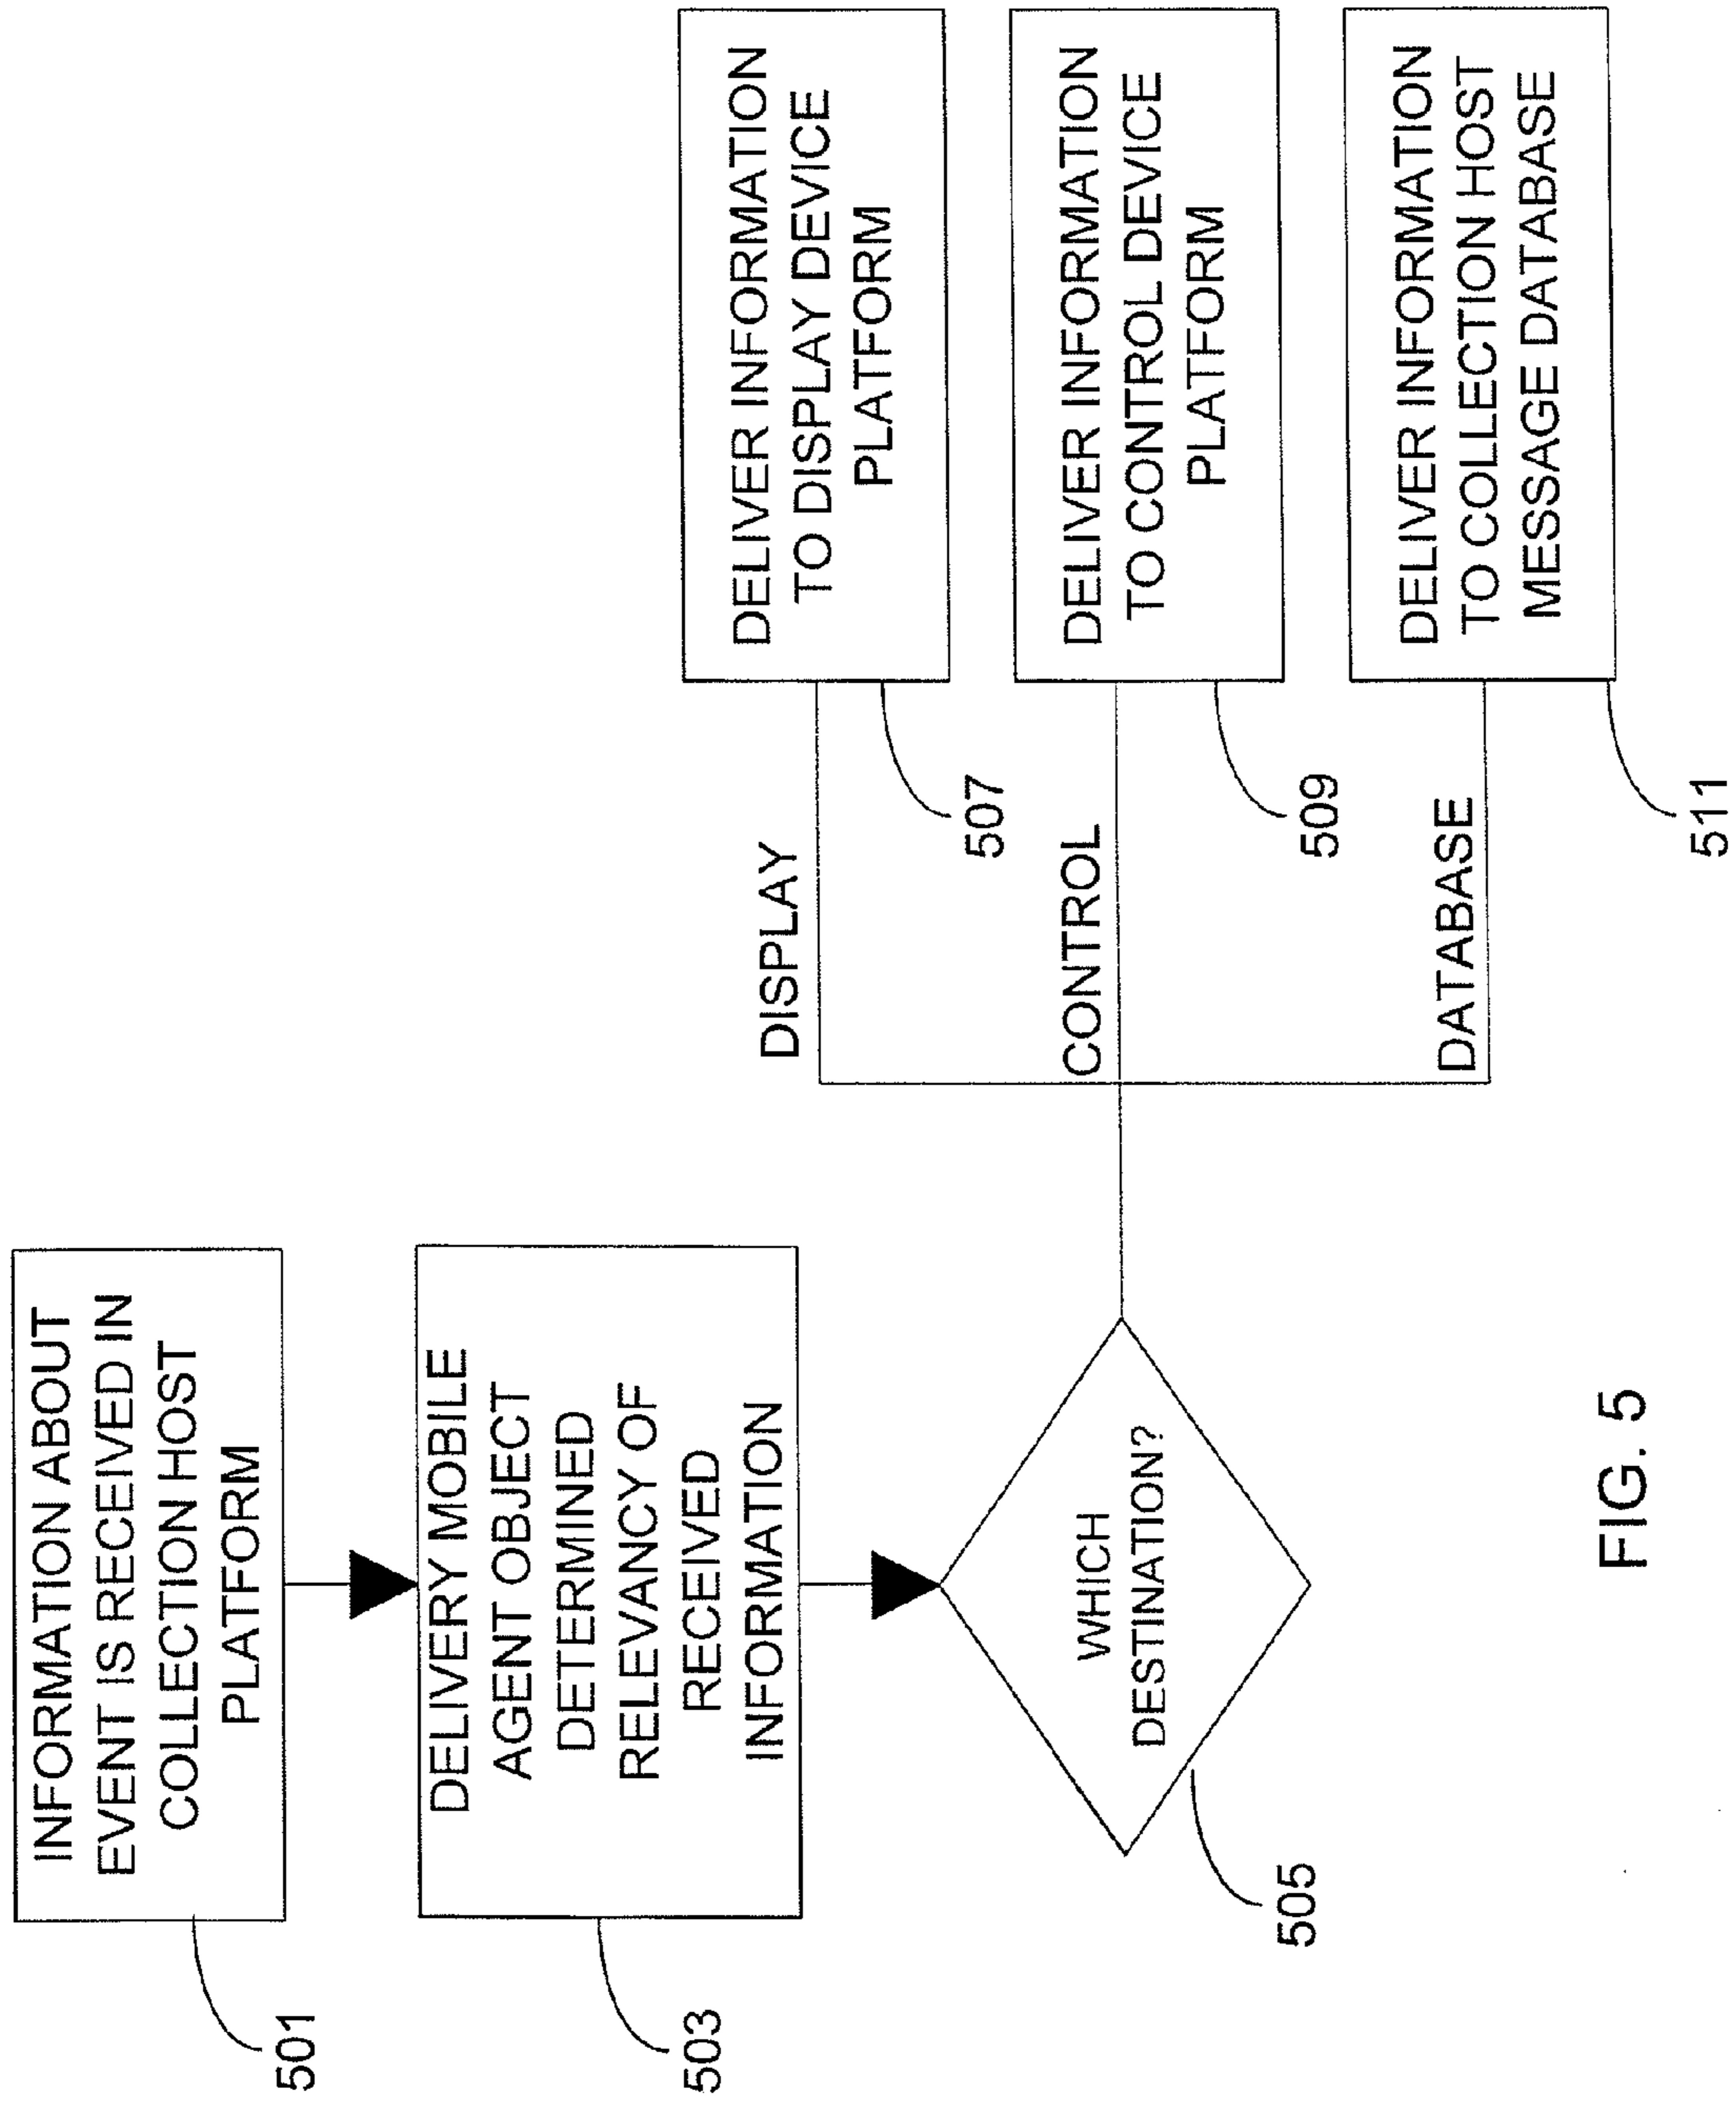 INFORMATION ABOUT
EVENT IS RECEIVED IN
COLLECTION HOST
PLATFORM
501
DELIVERY MOBILE
AGENT OBJECT
DETERMINED
RELEVANCY OF
RECEIVED
INFORMATION
503
WHICH
DESTINATION?
505
DISPLAY
DELIVER INFORMATION
TO DISPLAY DEVICE
PLATFORM
507
CONTROL
DELIVER INFORMATION
TO CONTROL DEVICE
PLATFORM
509
DATABASE
DELIVER INFORMATION
TO COLLECTION HOST
MESSAGE DATABASE
511
FIG. 5